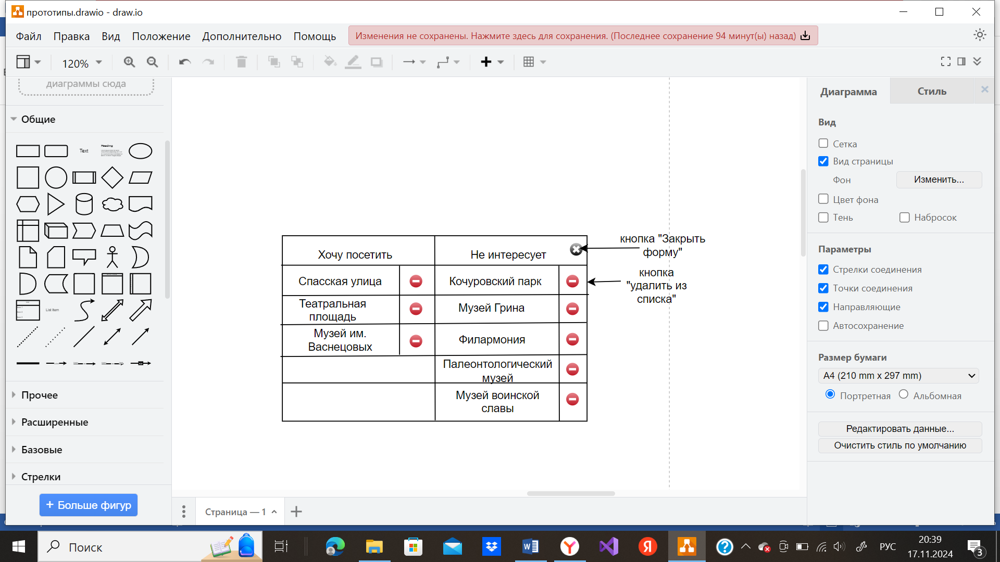 прототипы.drawio - draw.io
Файл Правка Вид Положение Дополнительно Помощь
Изменения не сохранены. Нажмите здесь для сохранения. (Последнее сохранение 94 минут(ы) назад)
120%
диаграммы сюда
Общие
Text
Heading
List Item
Прочее
Расширенные
Базовые
Стрелки
+ Больше фигур
Хочу посетить
Не интересует
Спасская улица
Кочуровский парк
Театральная
площадь
Музей Грина
Музей им.
Васнецовых
Филармония
Палеонтологический
музей
Музей воинской
славы
кнопка "Закрыть
форму"
кнопка
"удалить из
списка"
Страница — 1
Диаграмма
Стиль
Вид
Сетка
Вид страницы
Фон
Изменить...
Цвет фона
Тень
Набросок
Параметры
Стрелки соединения
Точки соединения
Направляющие
Автосохранение
Размер бумаги
A4 (210 mm x 297 mm)
Портретная
Альбомная
Редактировать данные...
Очистить стиль по умолчанию
Поиск
РУС
20:39
17.11.2024
3